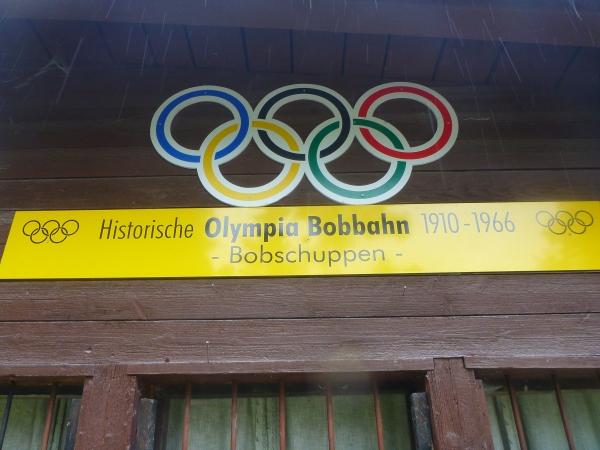 Historische Olympia Bobbahn 1910-1966
- Bobschuppen -